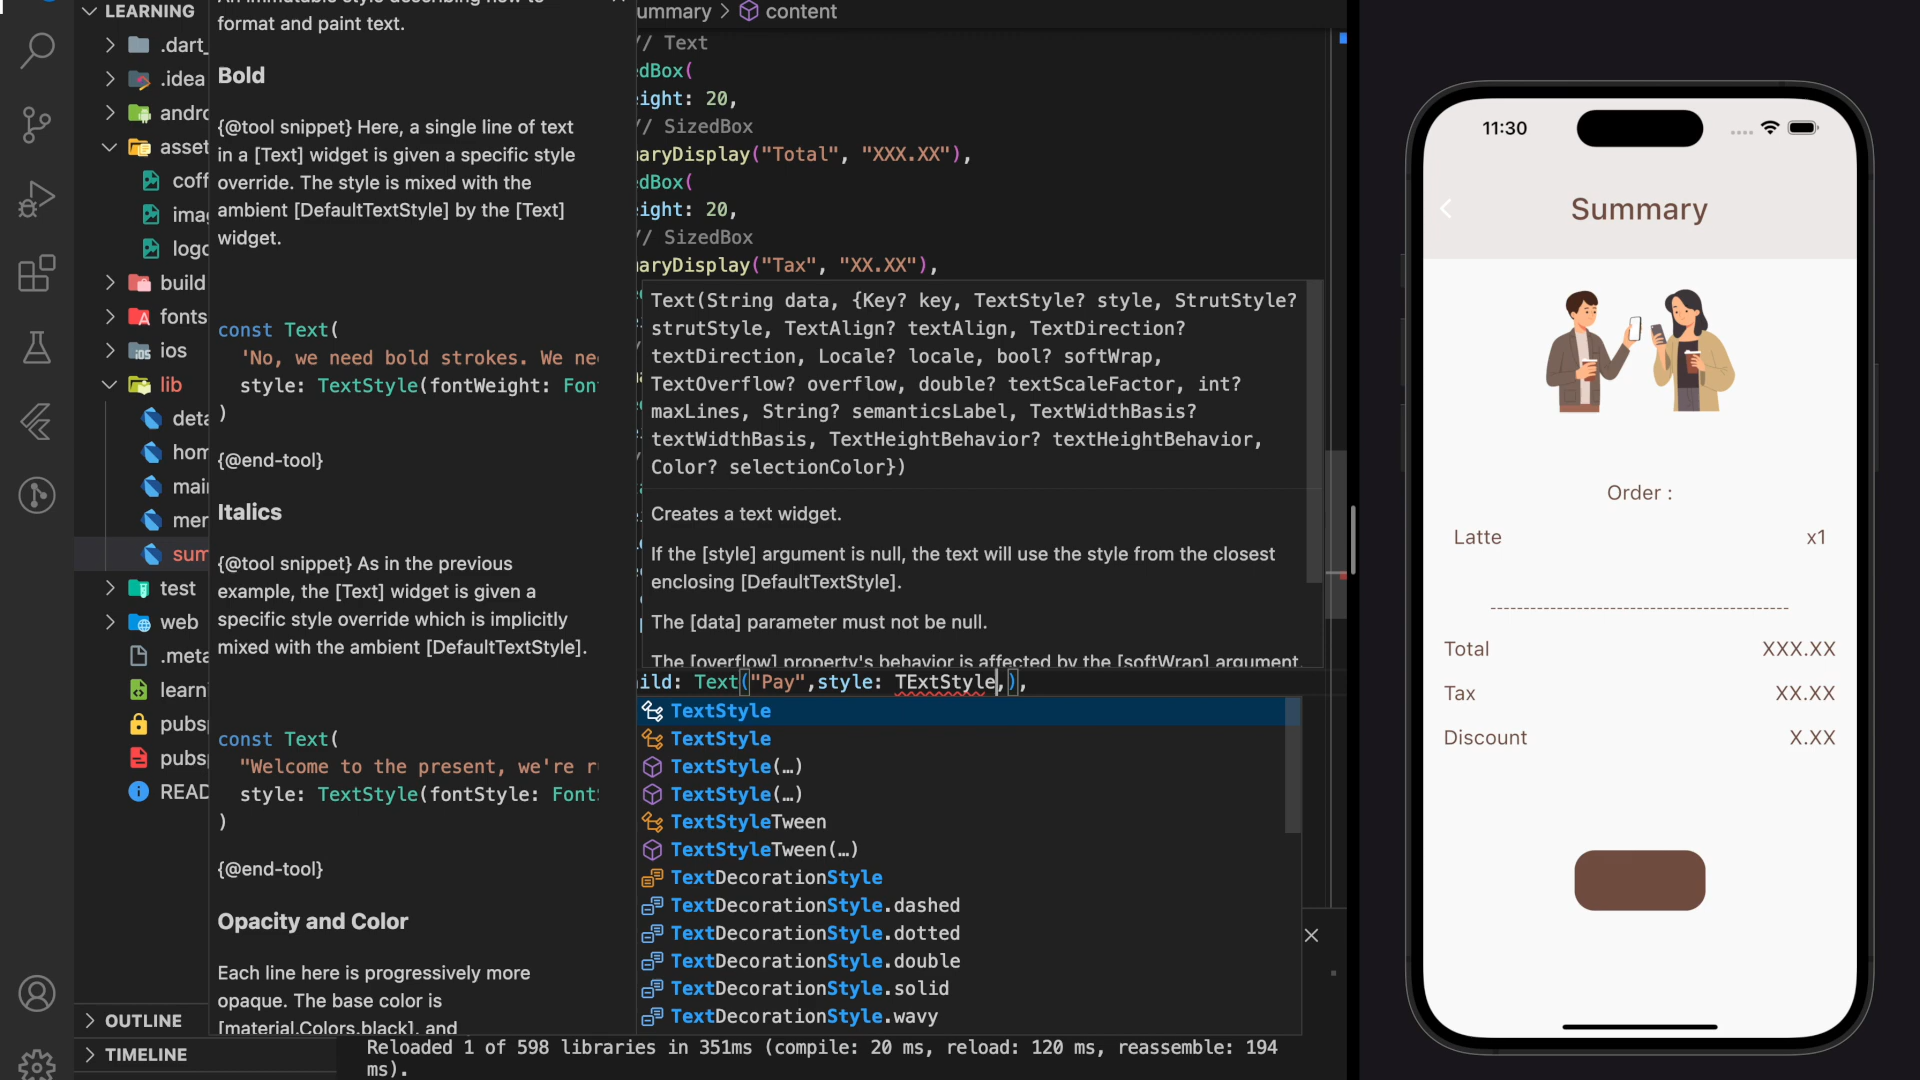 LEARNING
.dart_
.idea
andro
asset
coff
imag
logo
build
fonts
ios
lib
deta
hom
mai
mer
sum
test
web
.meta
learn
pubs
pubs
READ
OUTLINE
TIMELINE
format and paint text.
Bold
{@tool snippet} Here, a single line of text
in a [Text] widget is given a specific style
override. The style is mixed with the
ambient [DefaultTextStyle] by the [Text]
widget.
const Text(
'No, we need bold strokes. We nee
style: TextStyle(fontWeight: Fon
)
{@end-tool}
Italics
{@tool snippet} As in the previous
example, the [Text] widget is given a
specific style override which is implicitly
mixed with the ambient [DefaultTextStyle].
const Text(
"Welcome to the present, we're r
style: TextStyle(fontStyle: Font
)
{@end-tool}
Opacity and Color
Each line here is progressively more
opaque. The base color is
[material.Colors.black], and
ummary > content
// Text
dBox(
ight: 20,
// SizedBox
aryDisplay("Total", "XXX.XX"),
dBox(
ight: 20,
// SizedBox
aryDisplay("Tax", "XX.XX"),
Text(String data, {Key? key, TextStyle? style, StrutStyle?
strutStyle, TextAlign? textAlign, TextDirection?
textDirection, Locale? locale, bool? softWrap,
TextOverflow? overflow, double? textScaleFactor, int?
maxLines, String? semanticsLabel, TextWidthBasis?
textWidthBasis, TextHeightBehavior? textHeightBehavior,
Color? selectionColor})
Creates a text widget.
If the [style] argument is null, the text will use the style from the closest
enclosing [DefaultTextStyle].
The [data] parameter must not be null.
The [overflow] property's behavior is affected by the [softWrap] argument.
ild: Text("Pay",style: TExtStyle,),
TextStyle
TextStyle
TextStyle(…)
TextStyle(…)
TextStyleTween
TextStyleTween(…)
TextDecorationStyle
TextDecorationStyle.dashed
TextDecorationStyle.dotted
TextDecorationStyle.double
TextDecorationStyle.solid
TextDecorationStyle.wavy
Reloaded 1 of 598 libraries in 351ms (compile: 20 ms, reload: 120 ms, reassemble: 194
ms).
11:30
Summary
Order :
Latte x1
-------------------------------------------
Total XXX.XX
Tax XX.XX
Discount X.XX